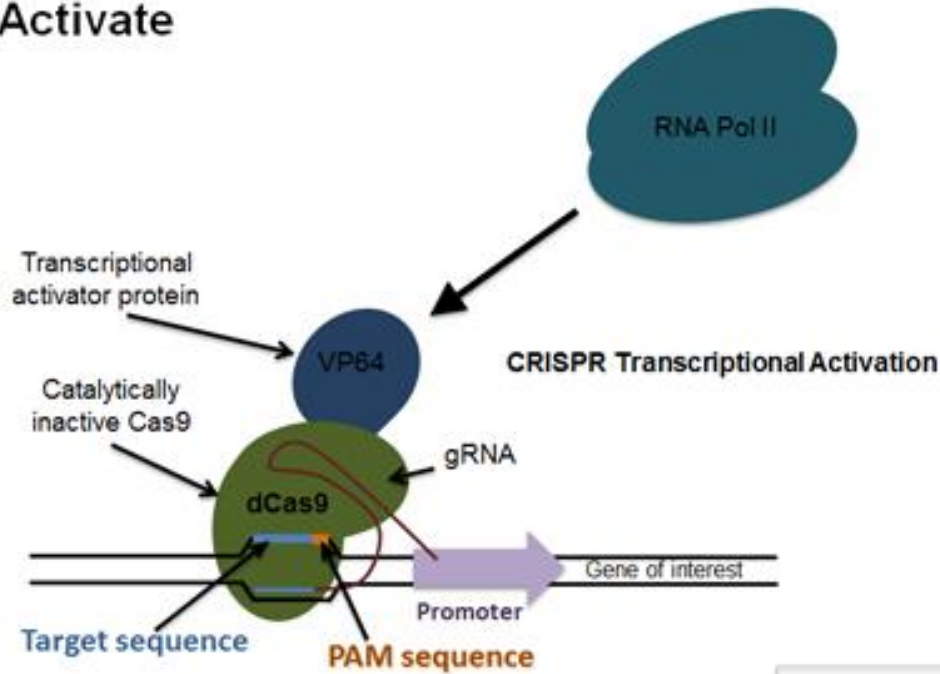 Activate
RNA Pol II
Transcriptional
activator protein
VP64
CRISPR Transcriptional Activation
Catalytically
inactive Cas9
gRNA
dCas9
Gene of interest
Promoter
Target sequence
PAM sequence